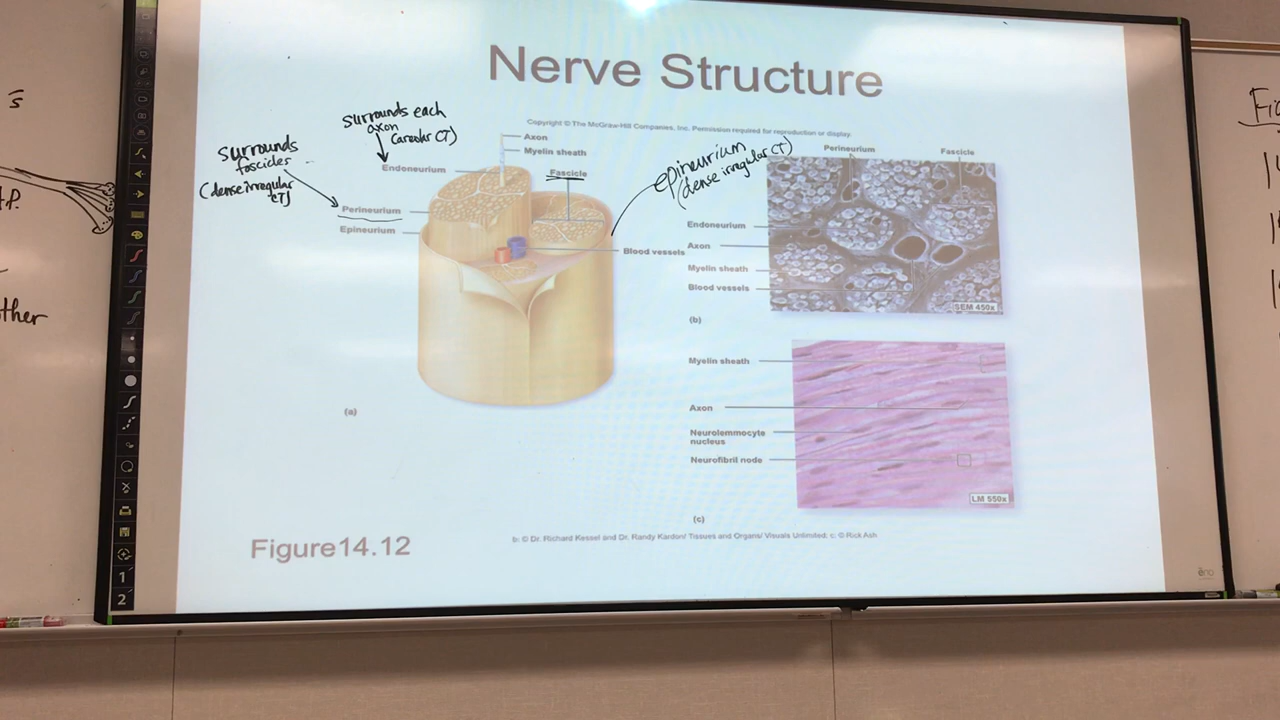 Nerve Structure
Copyright © The McGraw-Hill Companies, Inc. Permission required for reproduction or display.
surrounds each
axon
(areolar CT)
surrounds
fascicles
(dense irregular
CT)
Axon
Myelin sheath
Endoneurium
Fascicle
Perineurium
Epineurium
epineurium
(dense irregular CT)
Blood vessels
(a)
Perineurium
Fascicle
Endoneurium
Axon
Myelin sheath
Blood vessels
SEM 450x
(b)
Myelin sheath
Axon
Neurolemmocyte
nucleus
Neurofibril node
LM 550x
(c)
Figure14.12
b: © Dr. Richard Kessel and Dr. Randy Kardon/ Tissues and Organs/ Visuals Unlimited; c: © Rick Ash
1
2
eno